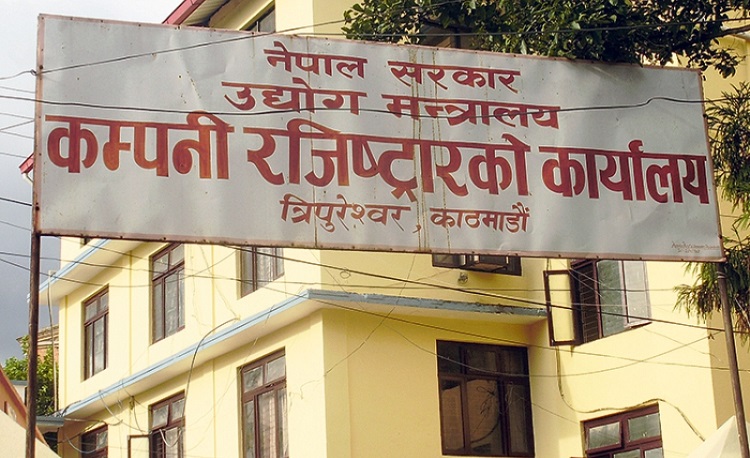 नेपाल सरकार
उद्योग मन्त्रालय
कम्पनी रजिष्ट्रारको कार्यालय
त्रिपुरेश्वर, काठमाडौं